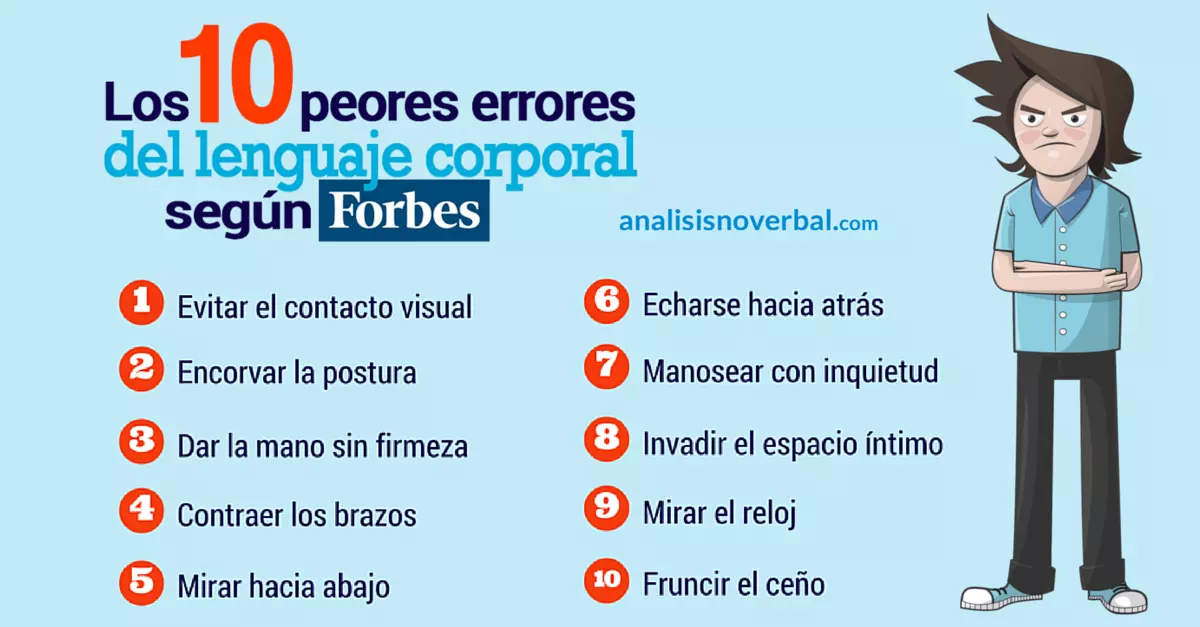 Los 10 peores errores
del lenguaje corporal
según Forbes
analisisnoverbal.com
1 Evitar el contacto visual
2 Encorvar la postura
3 Dar la mano sin firmeza
4 Contraer los brazos
5 Mirar hacia abajo
6 Echarse hacia atrás
7 Manosear con inquietud
8 Invadir el espacio íntimo
9 Mirar el reloj
10 Fruncir el ceño